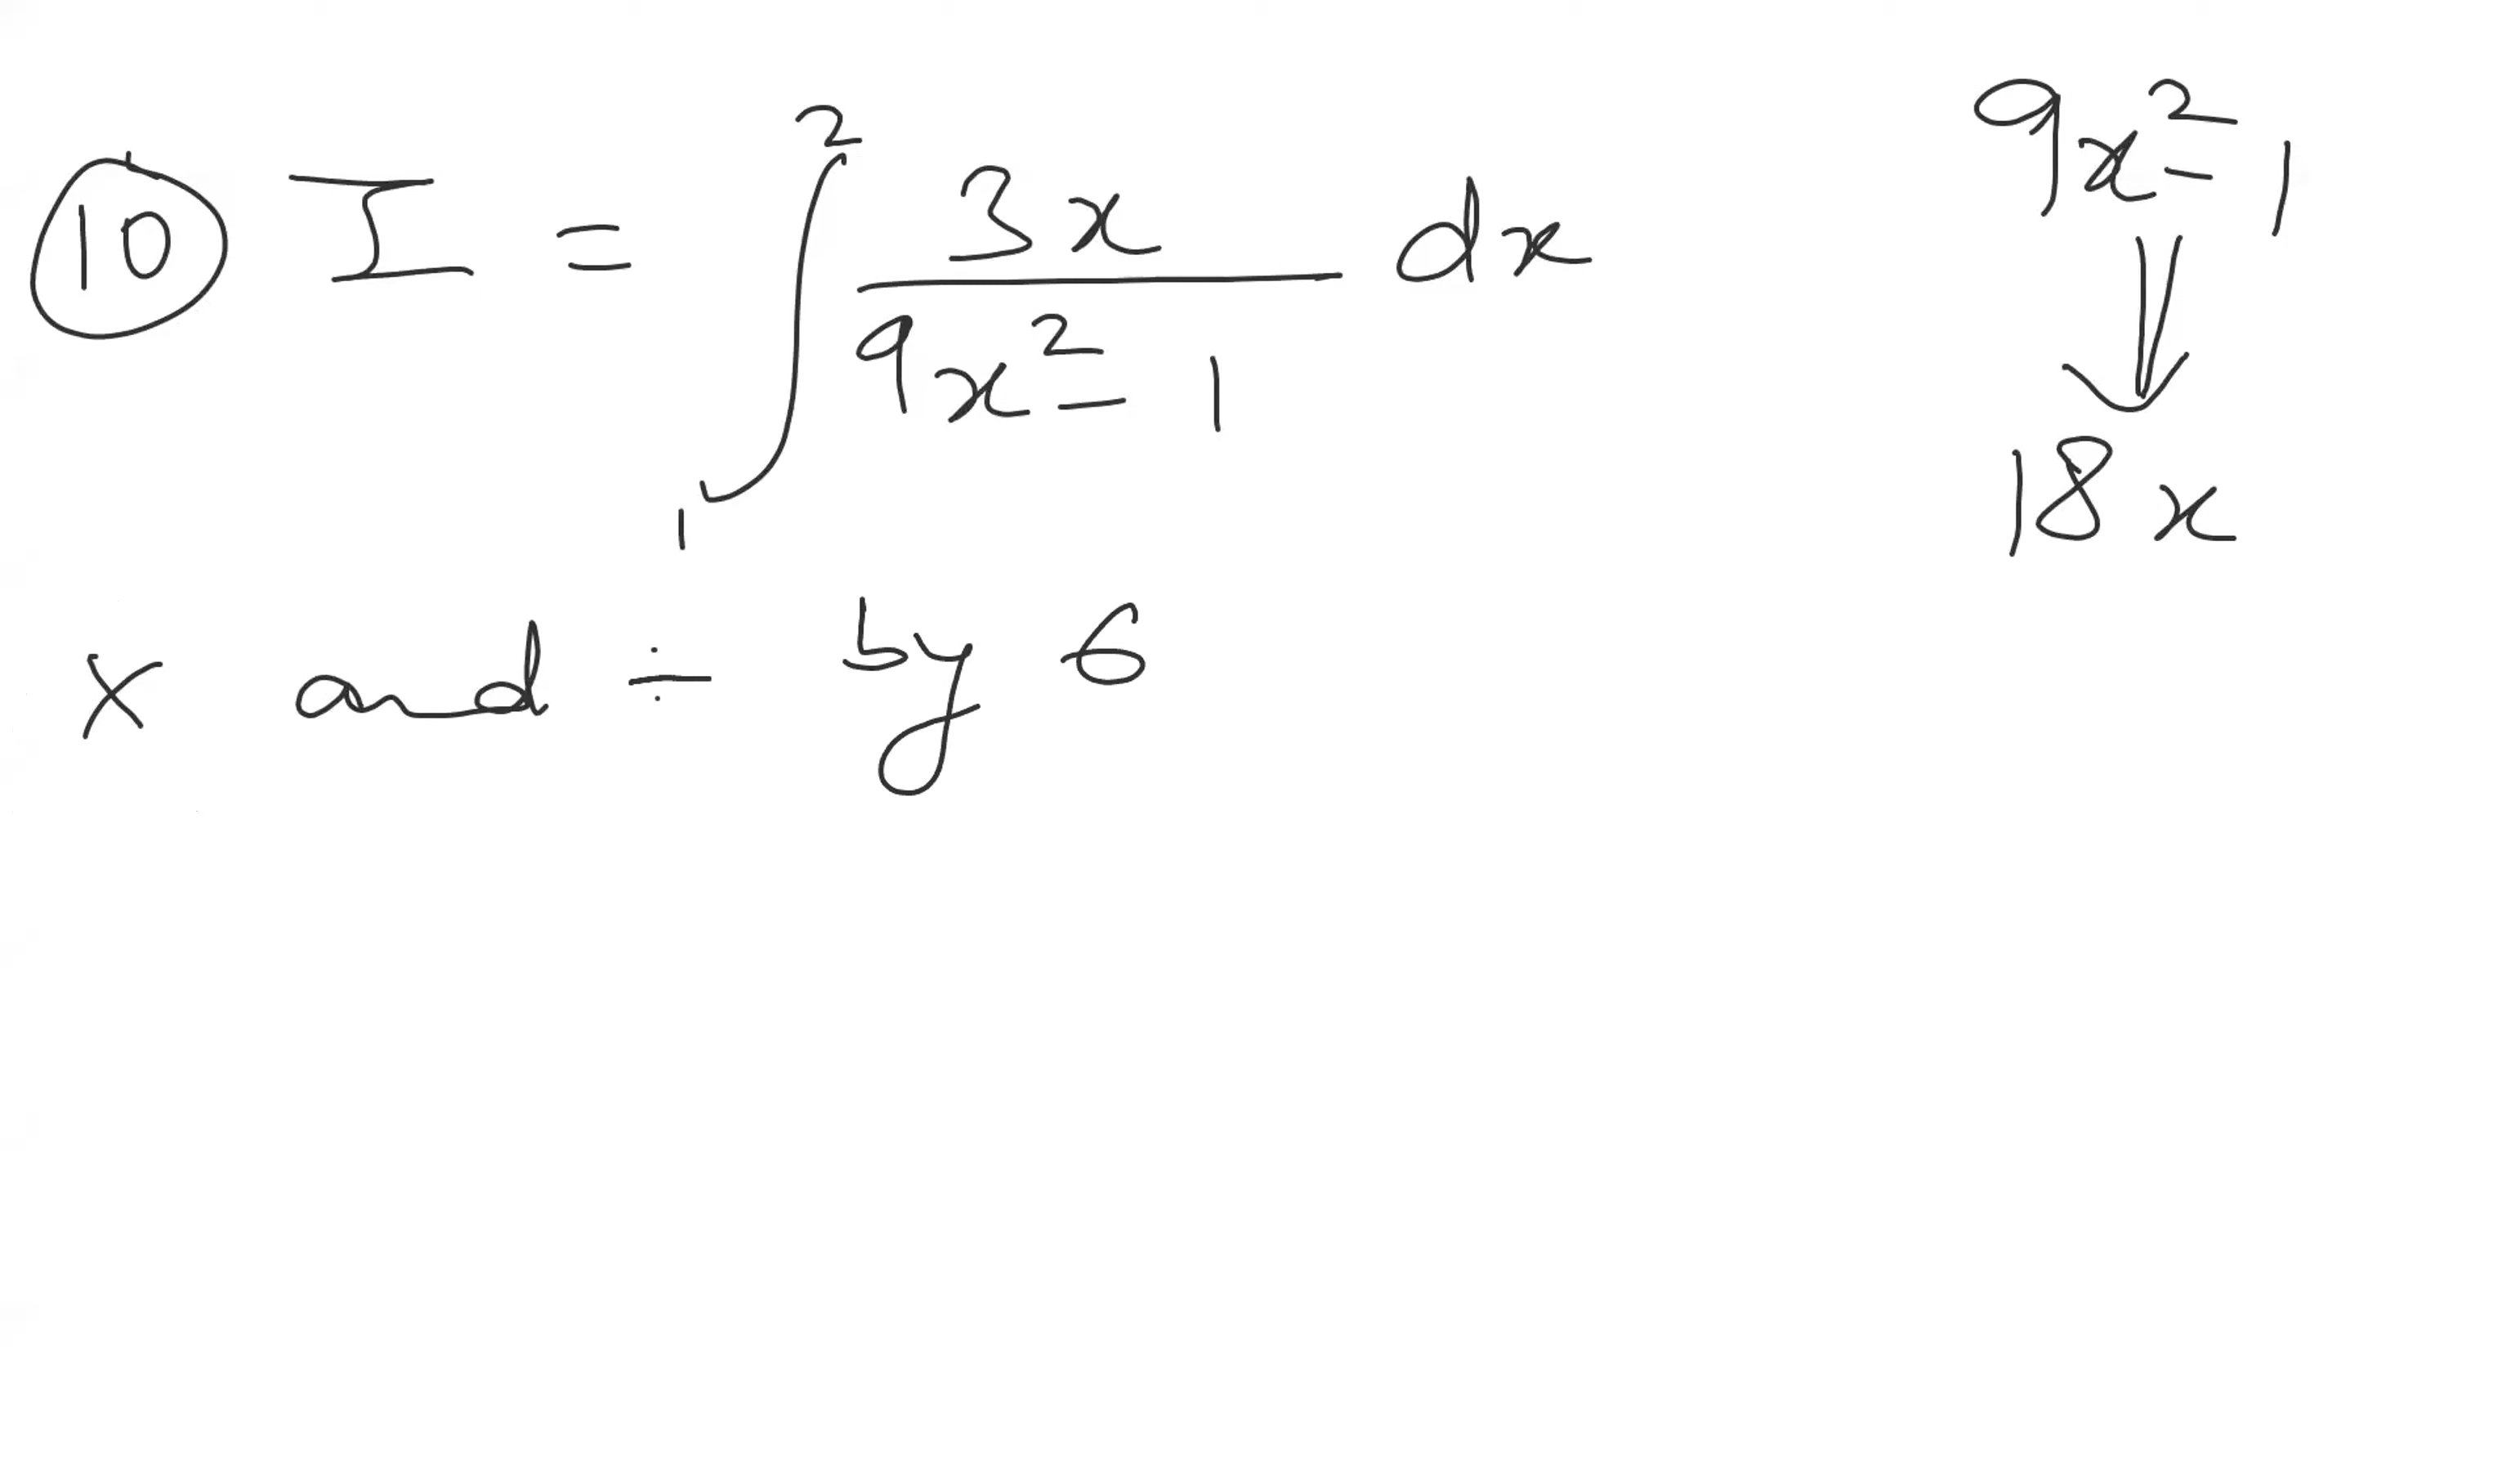 10 I = ∫₁² 3x / (9x² - 1) dx
9x² - 1
↓
18x
× and ÷ by 6